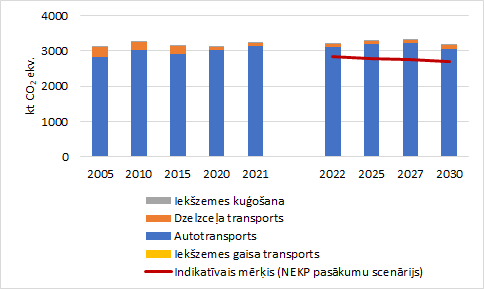 4000
3000
2000
1000
0
kt CO₂ ekv.
2005 2010 2015 2020 2021 2022 2025 2027 2030
Iekšzemes kuģošana
Dzelzceļa transports
Autotransports
Iekšzemes gaisa transports
Indikatīvais mērķis (NEKP pasākumu scenārijs)